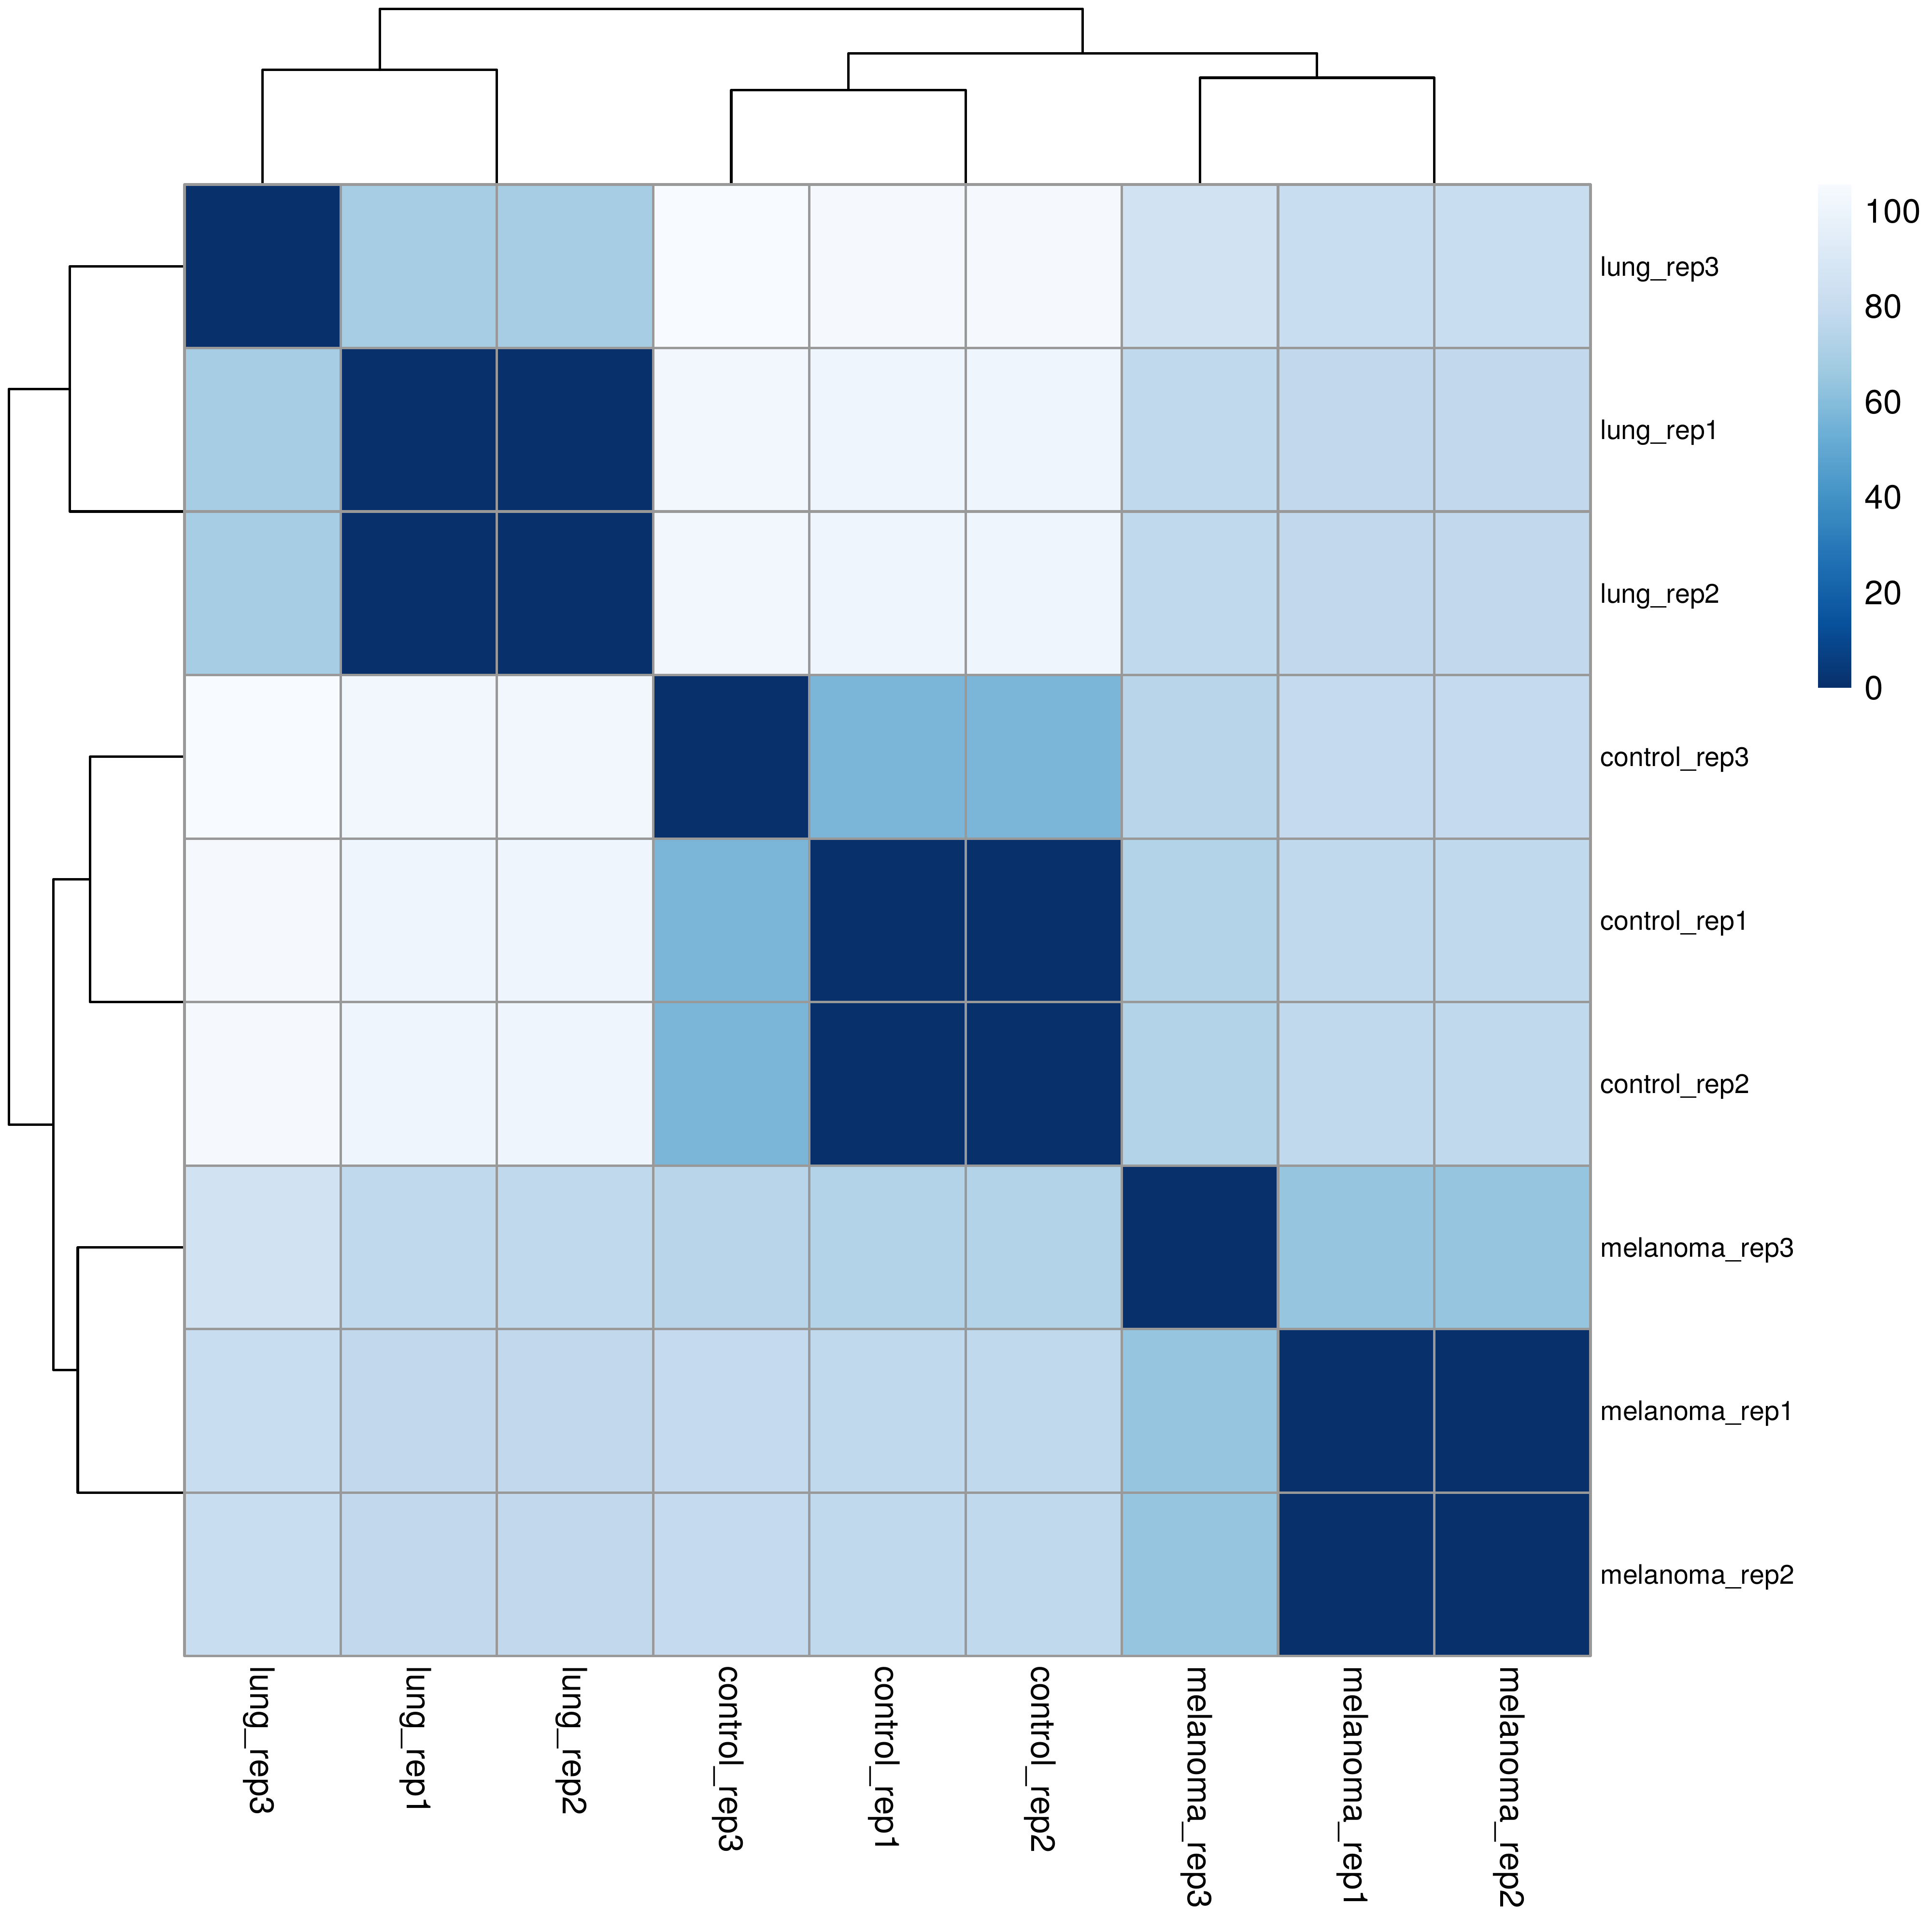 100
80
60
40
20
0
lung_rep3
lung_rep1
lung_rep2
control_rep3
control_rep1
control_rep2
melanoma_rep3
melanoma_rep1
melanoma_rep2
lung_rep3
lung_rep1
lung_rep2
control_rep3
control_rep1
control_rep2
melanoma_rep3
melanoma_rep1
melanoma_rep2